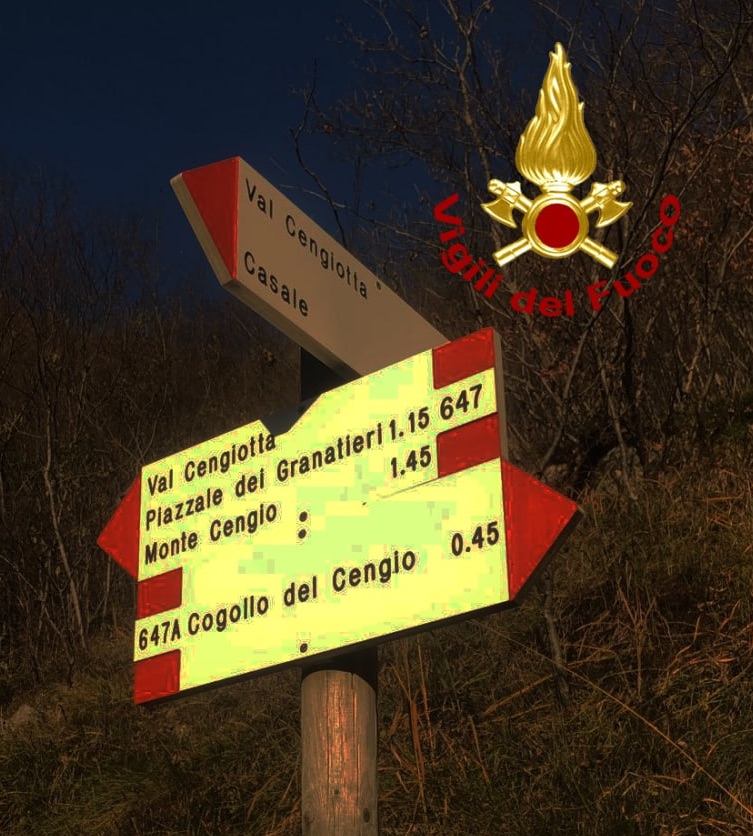 Val Cengiotta
Casale
Vigili del Fuoco
Val Cengiotta
Piazzale dei Granatieri 1.15 647
Monte Cengio 1.45
647A Cogollo del Cengio 0.45